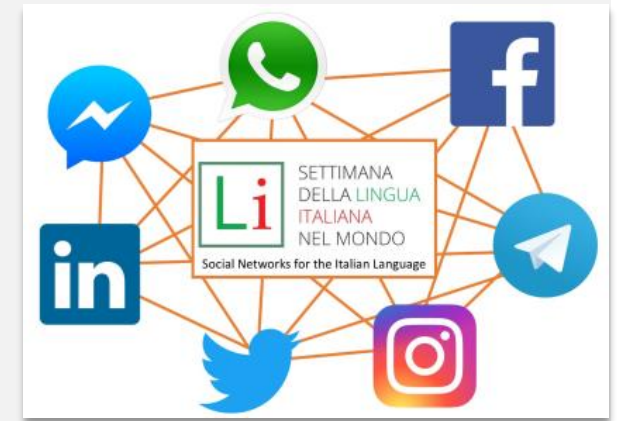 f
Li
SETTIMANA
DELLA LINGUA
ITALIANA
NEL MONDO
Social Networks for the Italian Language
in